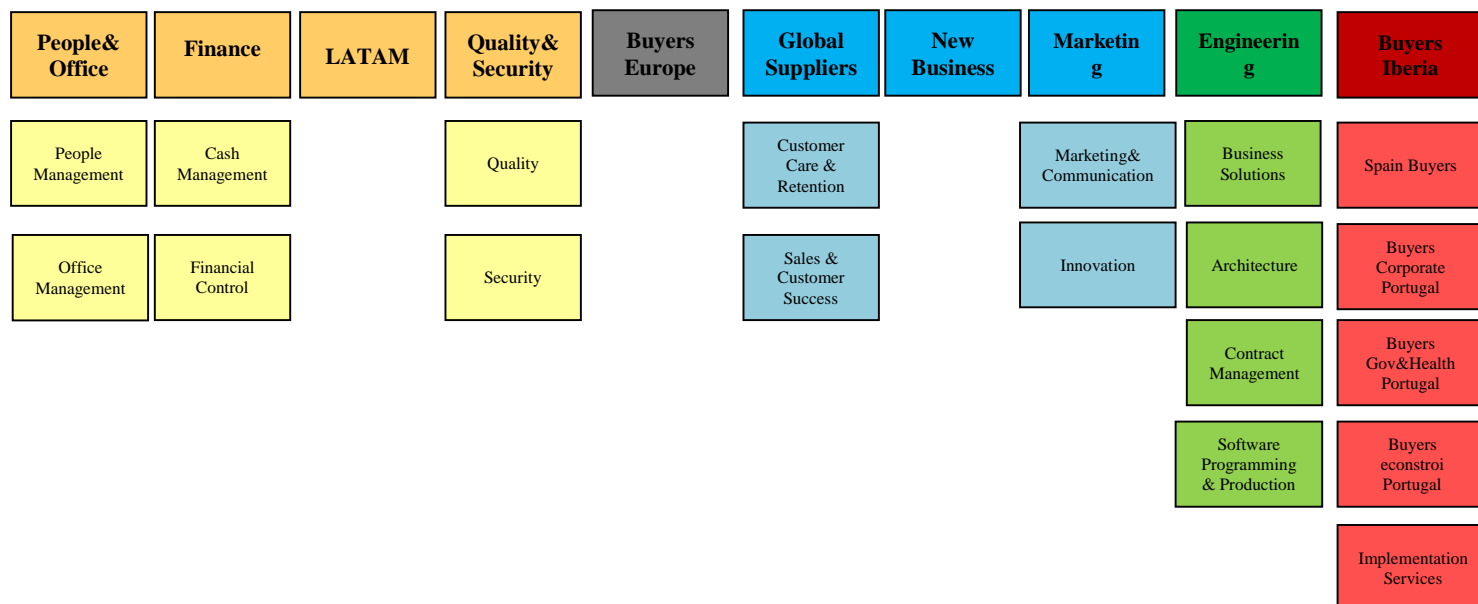 People&
Office
Finance
LATAM
Quality&
Security
Buyers
Europe
Global
Suppliers
New
Business
Marketin
g
Engineerin
g
Buyers
Iberia
People
Management
Cash
Management
Quality
Customer
Care &
Retention
Marketing&
Communication
Business
Solutions
Spain Buyers
Office
Management
Financial
Control
Security
Sales &
Customer
Success
Innovation
Architecture
Buyers
Corporate
Portugal
Contract
Management
Buyers
Gov&Health
Portugal
Software
Programming
& Production
Buyers
econstroi
Portugal
Implementation
Services